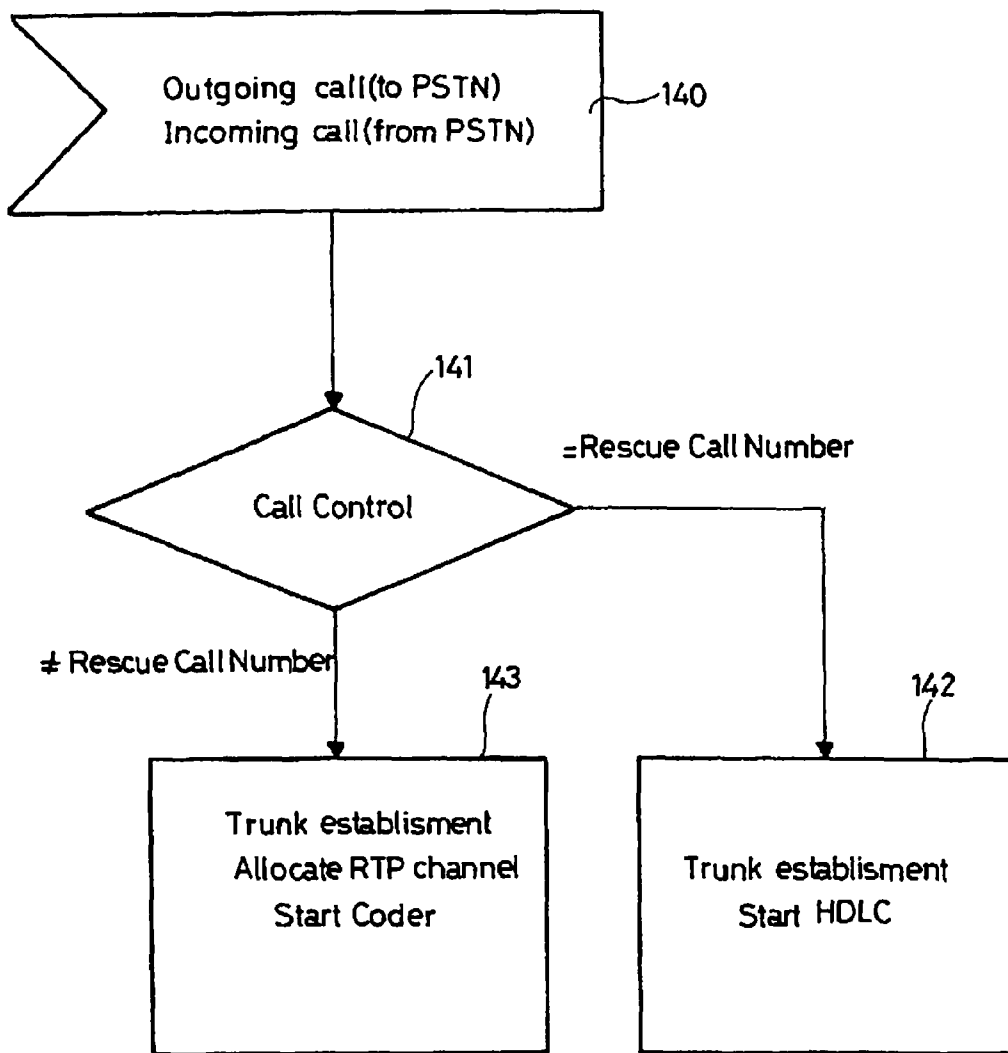 Outgoing call(to PSTN)
Incoming call(from PSTN)
140
141
=Rescue Call Number
Call Control
≠ Rescue Call Number
143
142
Trunk establisment
Allocate RTP channel
Start Coder
Trunk establisment
Start HDLC